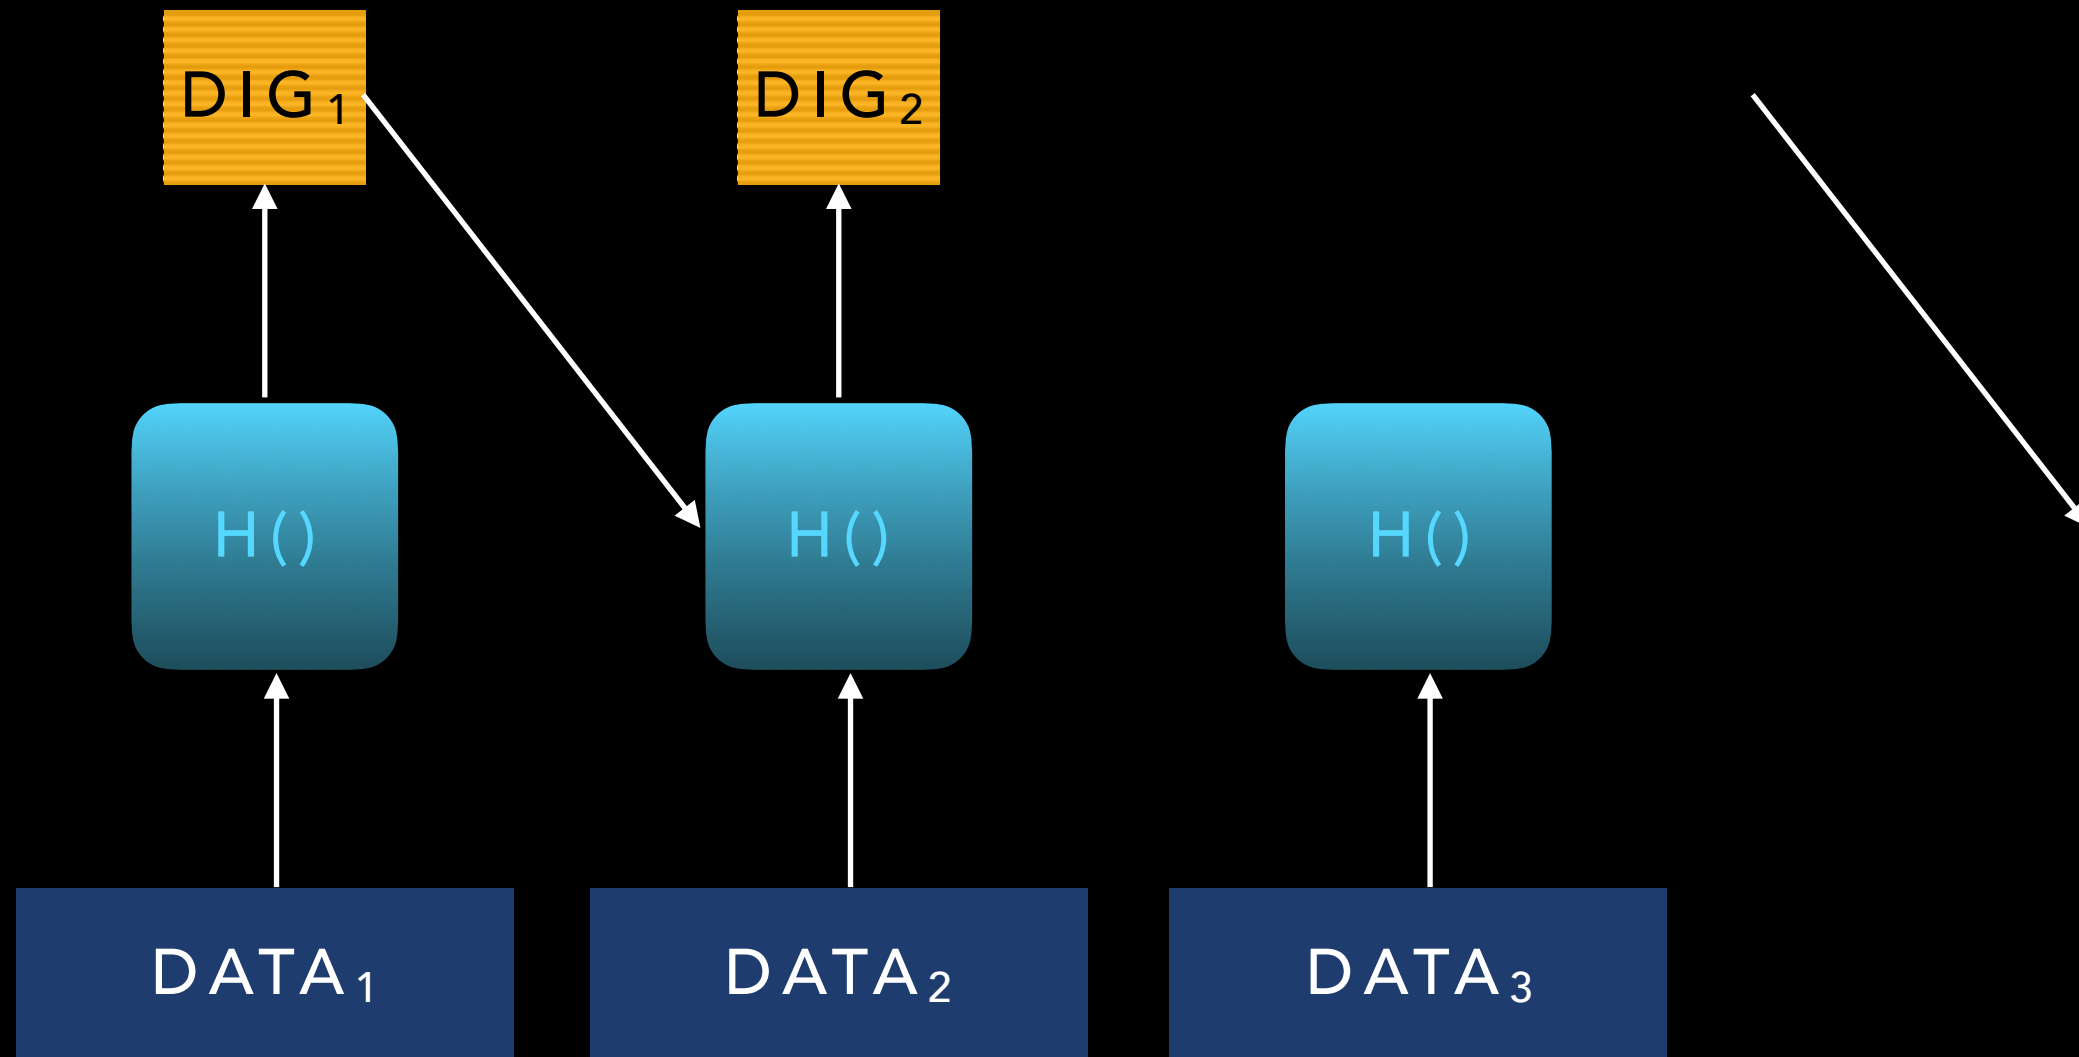 DIG₁ DIG₂
H() H() H()
DATA₁ DATA₂ DATA₃